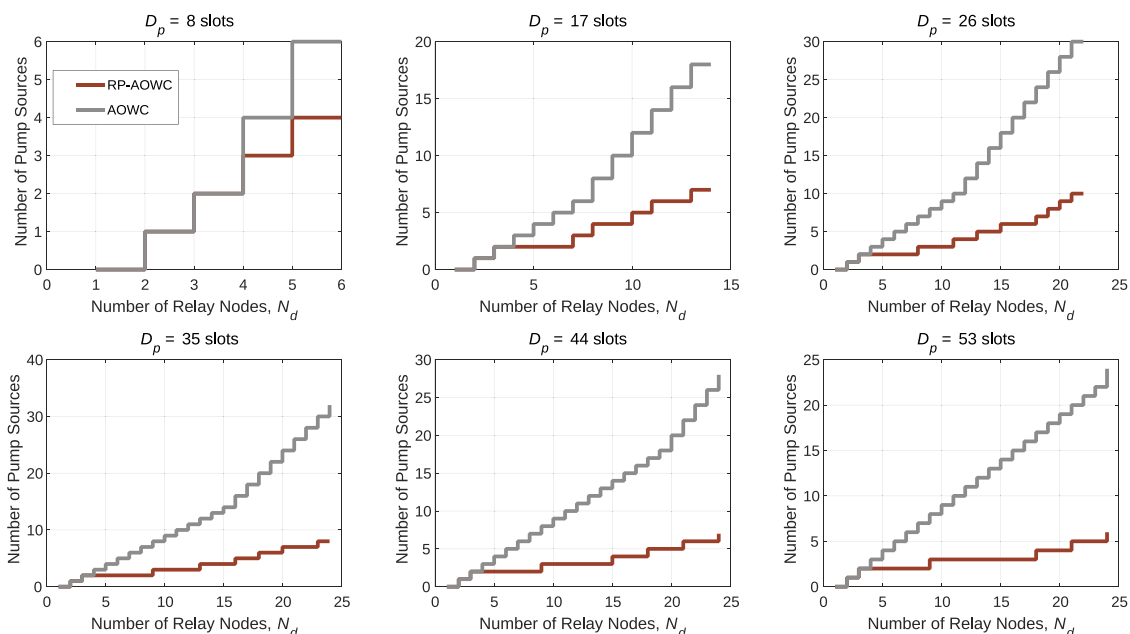 D_p = 8 slots
Number of Pump Sources
6
5
4
3
2
1
0
RP-AOWC
AOWC
0 1 2 3 4 5 6
Number of Relay Nodes, N_d
D_p = 17 slots
Number of Pump Sources
20
15
10
5
0
0 5 10 15
Number of Relay Nodes, N_d
D_p = 26 slots
Number of Pump Sources
30
25
20
15
10
5
0
0 5 10 15 20 25
Number of Relay Nodes, N_d
D_p = 35 slots
Number of Pump Sources
40
30
20
10
0
0 5 10 15 20 25
Number of Relay Nodes, N_d
D_p = 44 slots
Number of Pump Sources
30
25
20
15
10
5
0
0 5 10 15 20 25
Number of Relay Nodes, N_d
D_p = 53 slots
Number of Pump Sources
25
20
15
10
5
0
0 5 10 15 20 25
Number of Relay Nodes, N_d